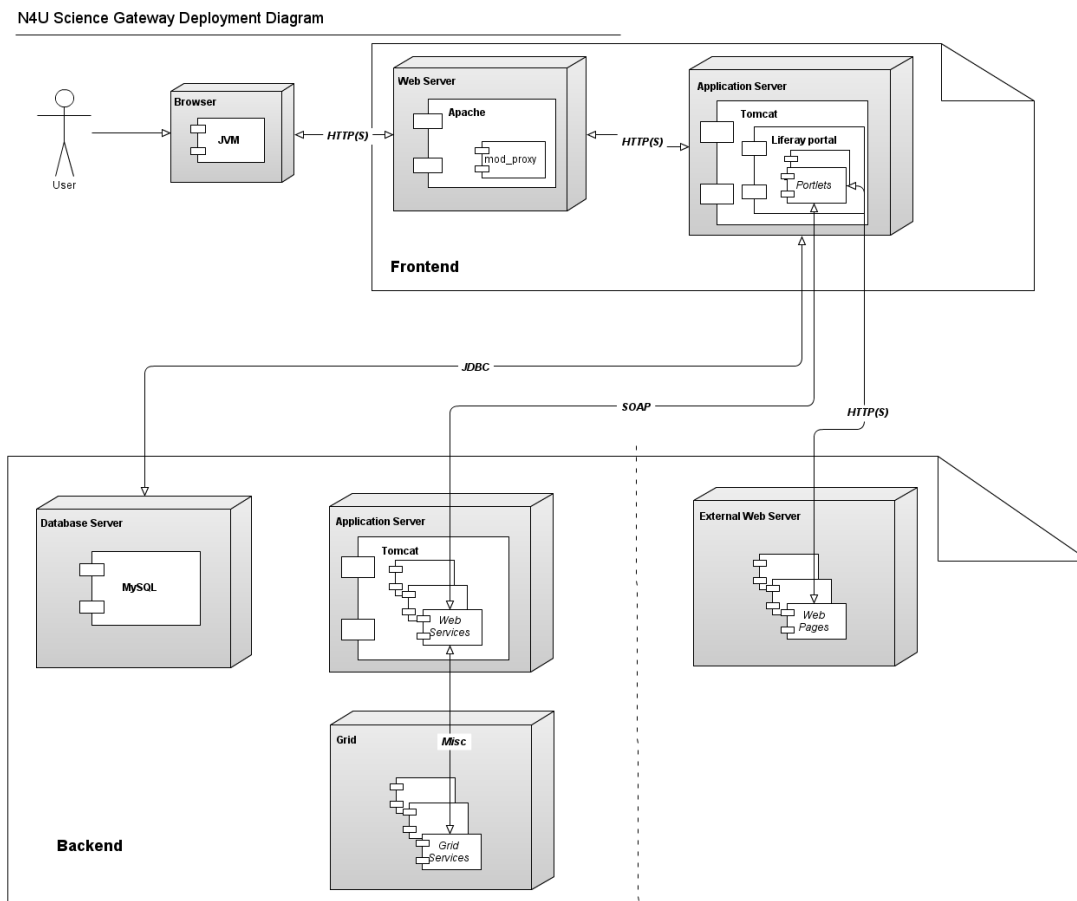 N4U Science Gateway Deployment Diagram
User
Browser
JVM
HTTP(S)
Web Server
Apache
mod_proxy
HTTP(S)
Application Server
Tomcat
Liferay portal
Portlets
Frontend
JDBC
SOAP
HTTP(S)
Database Server
MySQL
Application Server
Tomcat
Web
Services
External Web Server
Web
Pages
Grid
Misc
Grid
Services
Backend